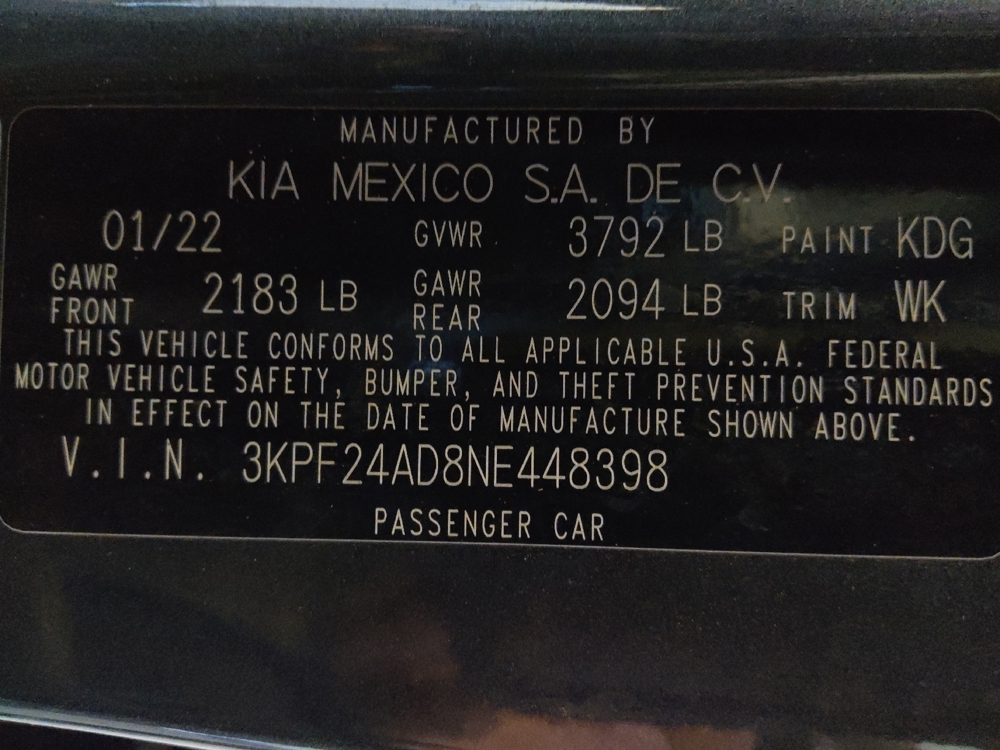 MANUFACTURED BY
KIA MEXICO S.A. DE C.V.
01/22 GVWR 3792 LB PAINT KDG
GAWR FRONT 2183 LB GAWR REAR 2094 LB TRIM WK
THIS VEHICLE CONFORMS TO ALL APPLICABLE U.S.A. FEDERAL
MOTOR VEHICLE SAFETY, BUMPER, AND THEFT PREVENTION STANDARDS
IN EFFECT ON THE DATE OF MANUFACTURE SHOWN ABOVE.
V.I.N. 3KPF24AD8NE448398
PASSENGER CAR